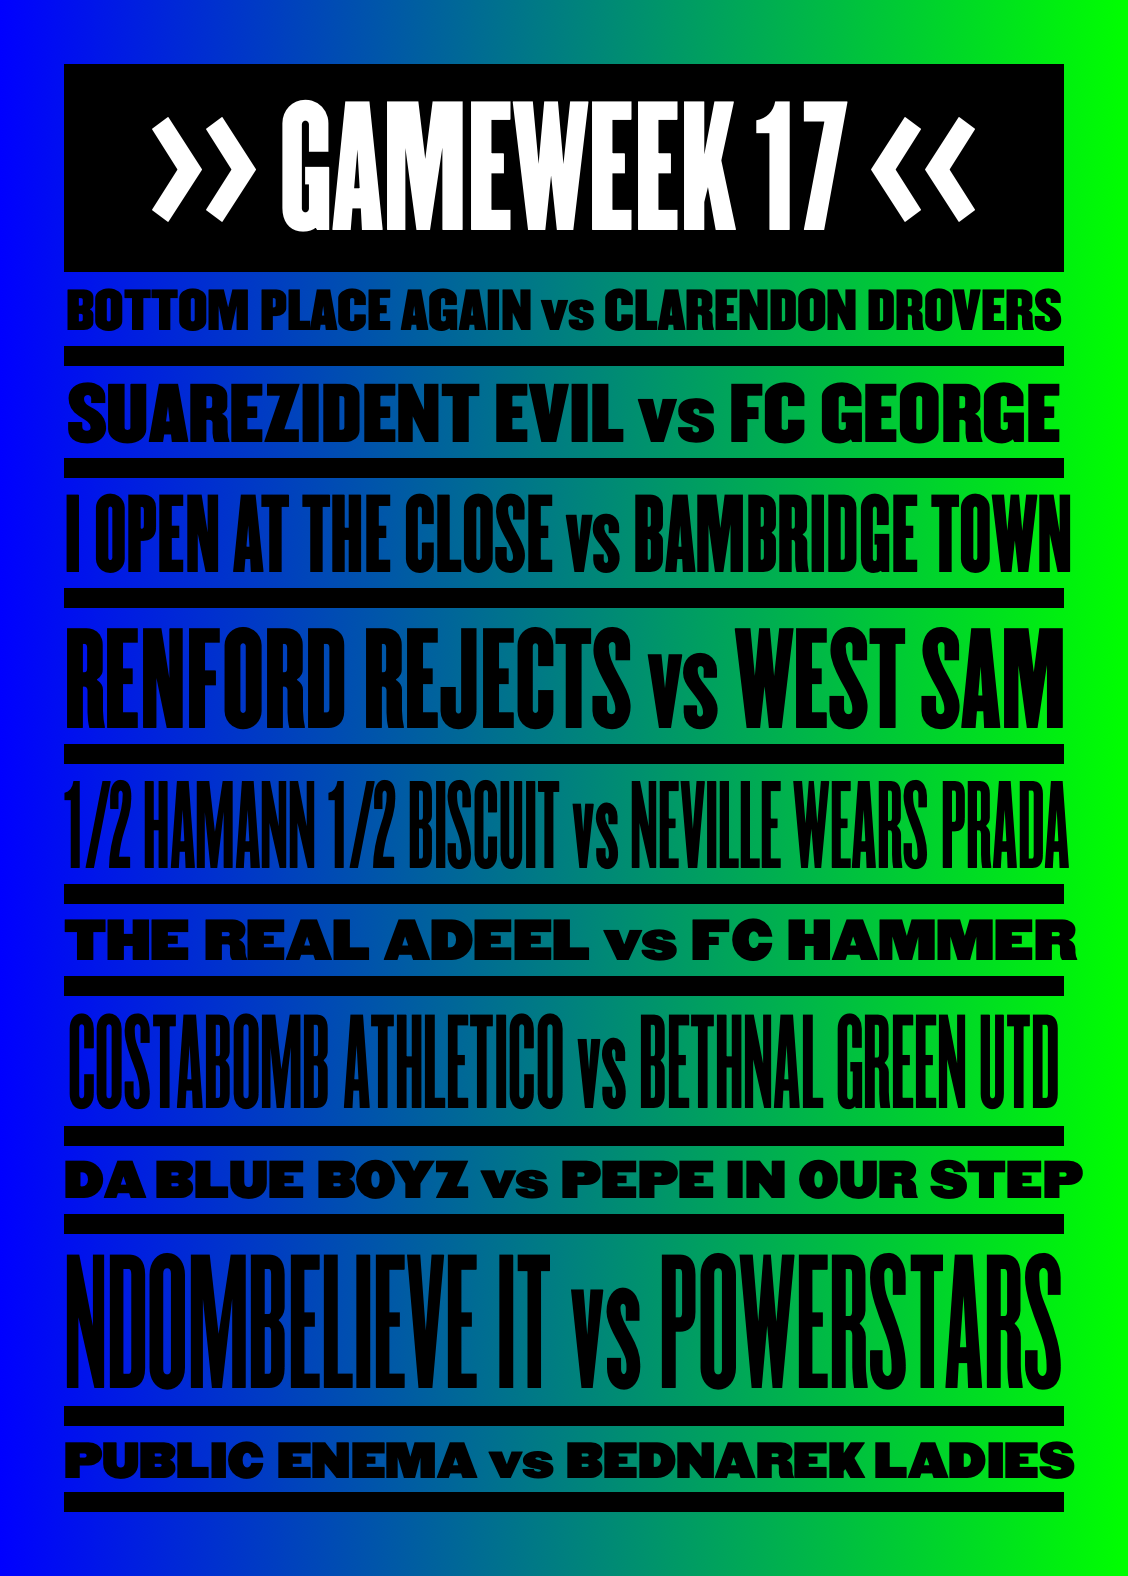 >> GAMEWEEK 17 <<
BOTTOM PLACE AGAIN vs CLARENDON DROVERS
SUAREZIDENT EVIL vs FC GEORGE
I OPEN AT THE CLOSE vs BAMBRIDGE TOWN
RENFORD REJECTS vs WEST SAM
1/2 HAMANN 1/2 BISCUIT vs NEVILLE WEARS PRADA
THE REAL ADEEL vs FC HAMMER
COSTABOMB ATHLETICO vs BETHNAL GREEN UTD
DA BLUE BOYZ vs PEPE IN OUR STEP
NDOMBELIEVE IT vs POWERSTARS
PUBLIC ENEMA vs BEDNAREK LADIES